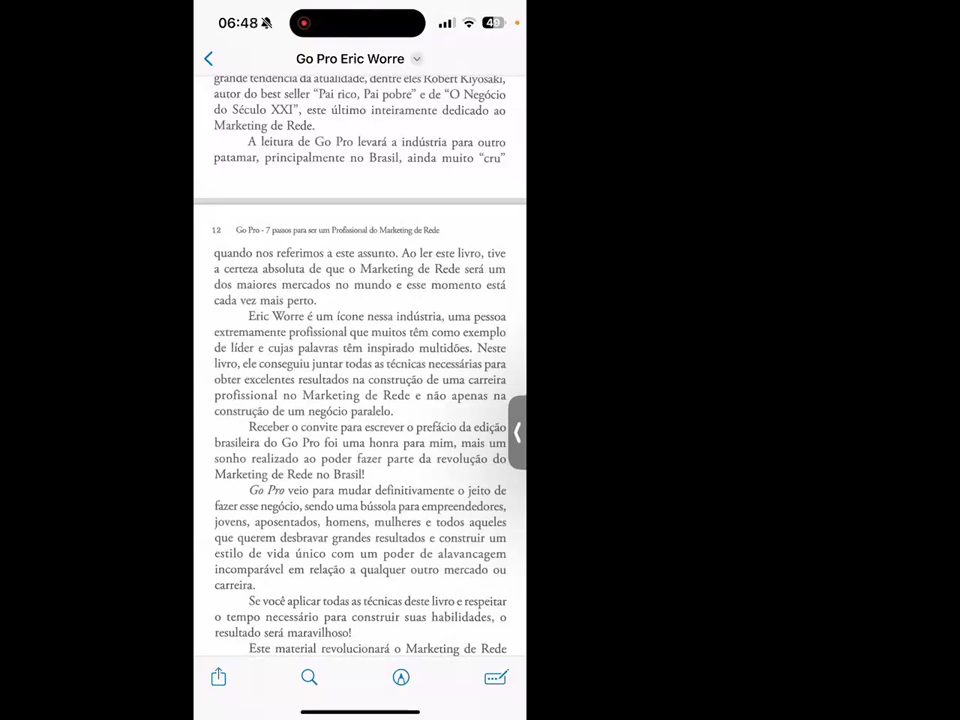 06:48
49
Go Pro Eric Worre
grande tendência da atualidade, dentre eles Robert Kiyosaki,
autor do best seller “Pai rico, Pai pobre” e de “O Negócio
do Século XXI”, este último inteiramente dedicado ao
Marketing de Rede.
A leitura de Go Pro levará a indústria para outro
patamar, principalmente no Brasil, ainda muito “cru”
12 Go Pro - 7 passos para ser um Profissional do Marketing de Rede
quando nos referimos a este assunto. Ao ler este livro, tive
a certeza absoluta de que o Marketing de Rede será um
dos maiores mercados no mundo e esse momento está
cada vez mais perto.
Eric Worre é um ícone nessa indústria, uma pessoa
extremamente profissional que muitos têm como exemplo
de líder e cujas palavras têm inspirado multidões. Neste
livro, ele conseguiu juntar todas as técnicas necessárias para
obter excelentes resultados na construção de uma carreira
profissional no Marketing de Rede e não apenas na
construção de um negócio paralelo.
Receber o convite para escrever o prefácio da edição
brasileira do Go Pro foi uma honra para mim, mais um
sonho realizado ao poder fazer parte da revolução do
Marketing de Rede no Brasil!
Go Pro veio para mudar definitivamente o jeito de
fazer esse negócio, sendo uma bússola para empreendedores,
jovens, aposentados, homens, mulheres e todos aqueles
que querem desbravar grandes resultados e construir um
estilo de vida único com um poder de alavancagem
incomparável em relação a qualquer outro mercado ou
carreira.
Se você aplicar todas as técnicas deste livro e respeitar
o tempo necessário para construir suas habilidades, o
resultado será maravilhoso!
Este material revolucionará o Marketing de Rede